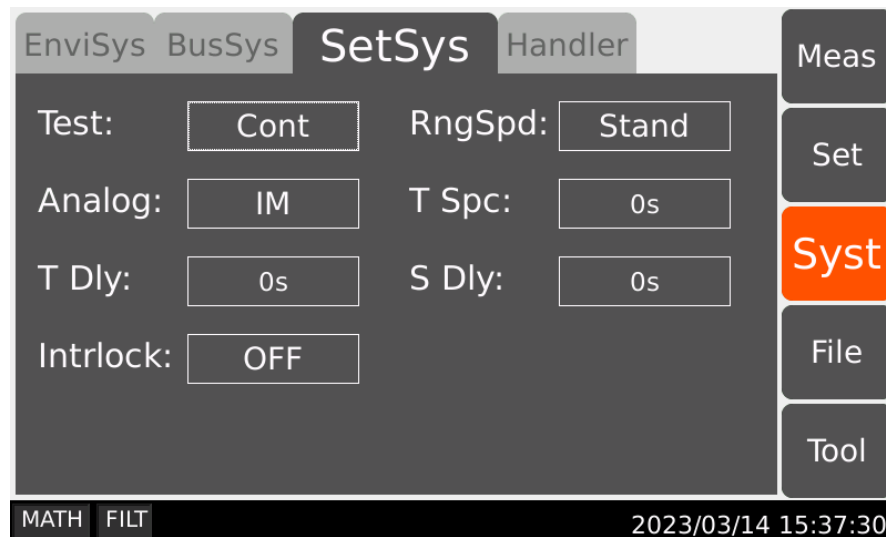 EnviSys BusSys SetSys Handler
Test: Cont RngSpd: Stand
Analog: IM T Spc: 0s
T Dly: 0s S Dly: 0s
Intrlock: OFF
Meas
Set
Syst
File
Tool
MATH FILT 2023/03/14 15:37:30